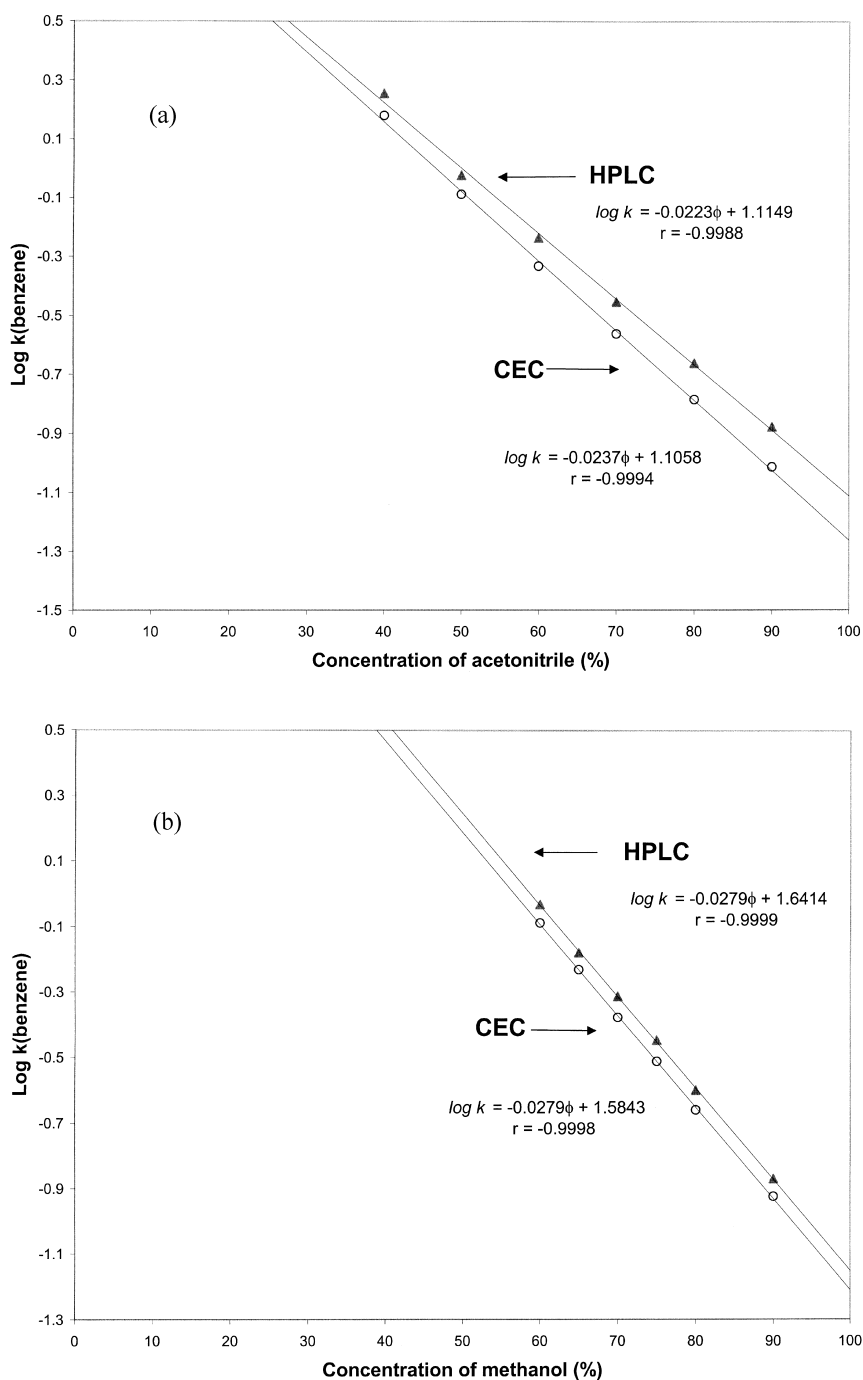 0.5
0.3
0.1
-0.1
-0.3
-0.5
-0.7
-0.9
-1.1
-1.3
-1.5
Log k(benzene)
(a)
HPLC
log k = -0.0223ϕ + 1.1149
r = -0.9988
CEC
log k = -0.0237ϕ + 1.1058
r = -0.9994
0 10 20 30 40 50 60 70 80 90 100
Concentration of acetonitrile (%)
0.5
0.3
0.1
-0.1
-0.3
-0.5
-0.7
-0.9
-1.1
-1.3
Log k(benzene)
(b)
HPLC
log k = -0.0279ϕ + 1.6414
r = -0.9999
CEC
log k = -0.0279ϕ + 1.5843
r = -0.9998
0 10 20 30 40 50 60 70 80 90 100
Concentration of methanol (%)